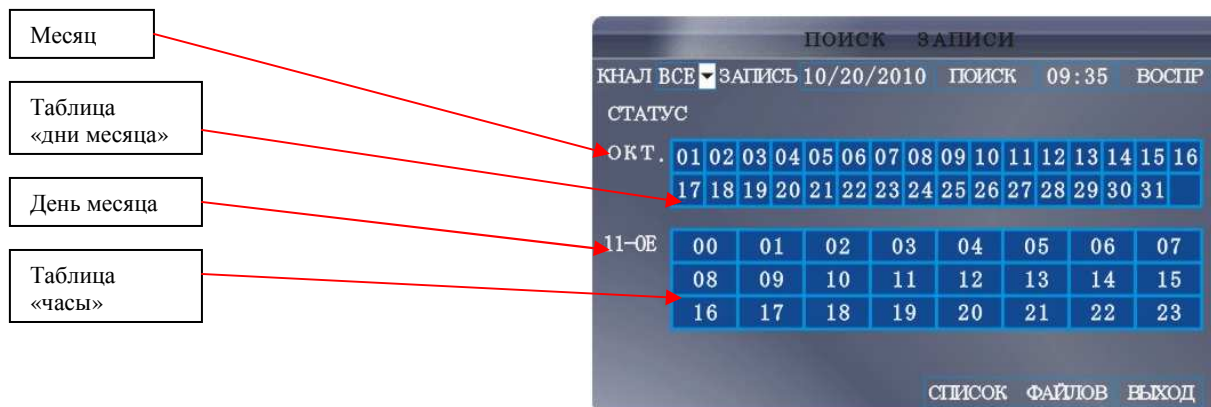 Месяц
Таблица
«дни месяца»
День месяца
Таблица
«часы»
ПОИСК ЗАПИСИ
КНАЛ ВСЕ ЗАПИСЬ 10/20/2010 ПОИСК 09:35 ВОСПР
СТАТУС
ОКТ. 01 02 03 04 05 06 07 08 09 10 11 12 13 14 15 16
17 18 19 20 21 22 23 24 25 26 27 28 29 30 31
11-ОЕ 00 01 02 03 04 05 06 07
08 09 10 11 12 13 14 15
16 17 18 19 20 21 22 23
СПИСОК ФАЙЛОВ ВЫХОД